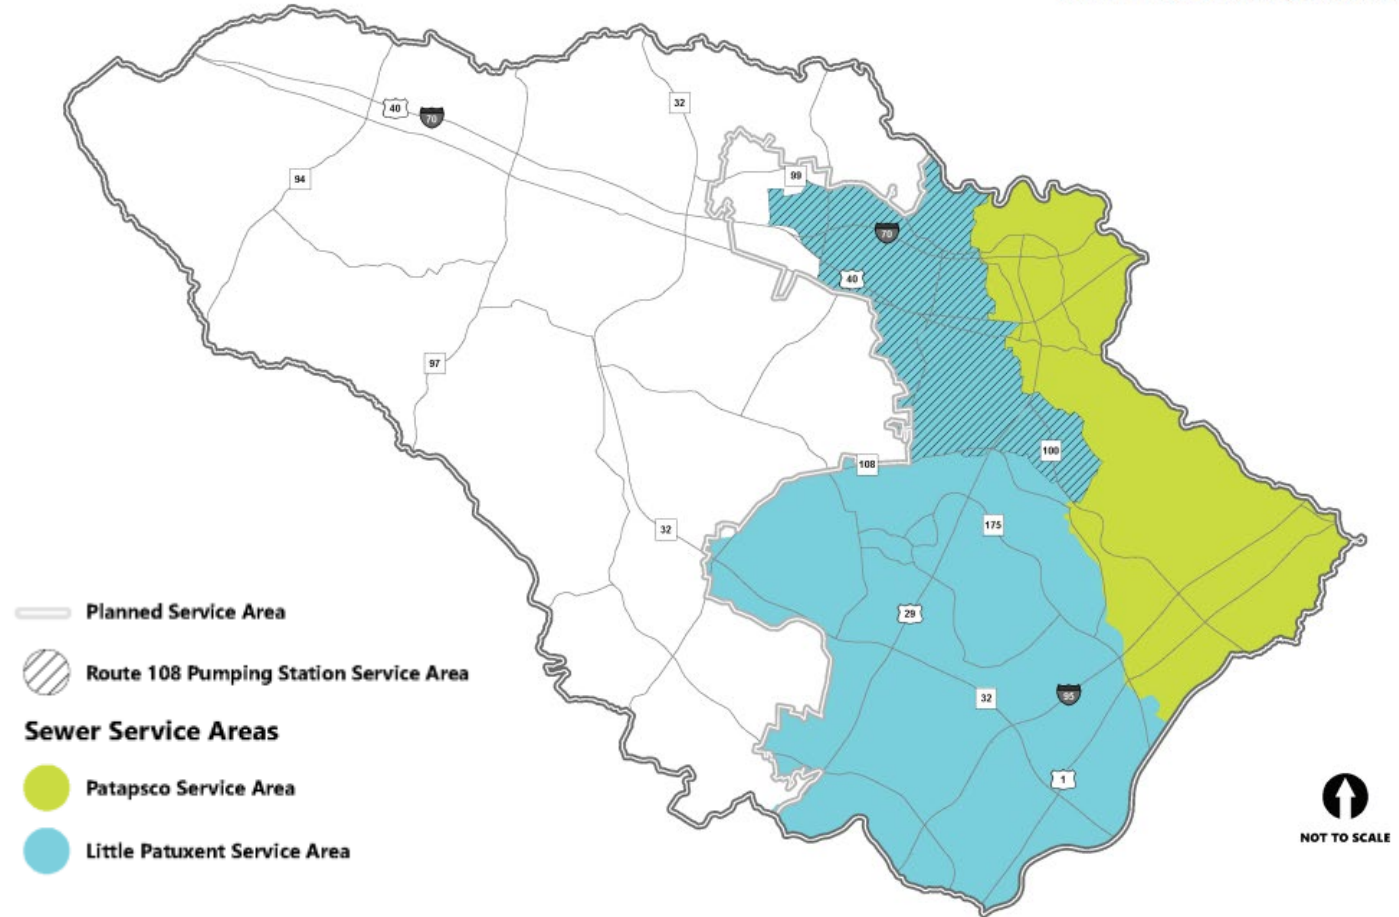 40
70
32
94
99
70
40
97
108
100
32
175
29
32
95
1
Planned Service Area
Route 108 Pumping Station Service Area
Sewer Service Areas
Patapsco Service Area
Little Patuxent Service Area
NOT TO SCALE